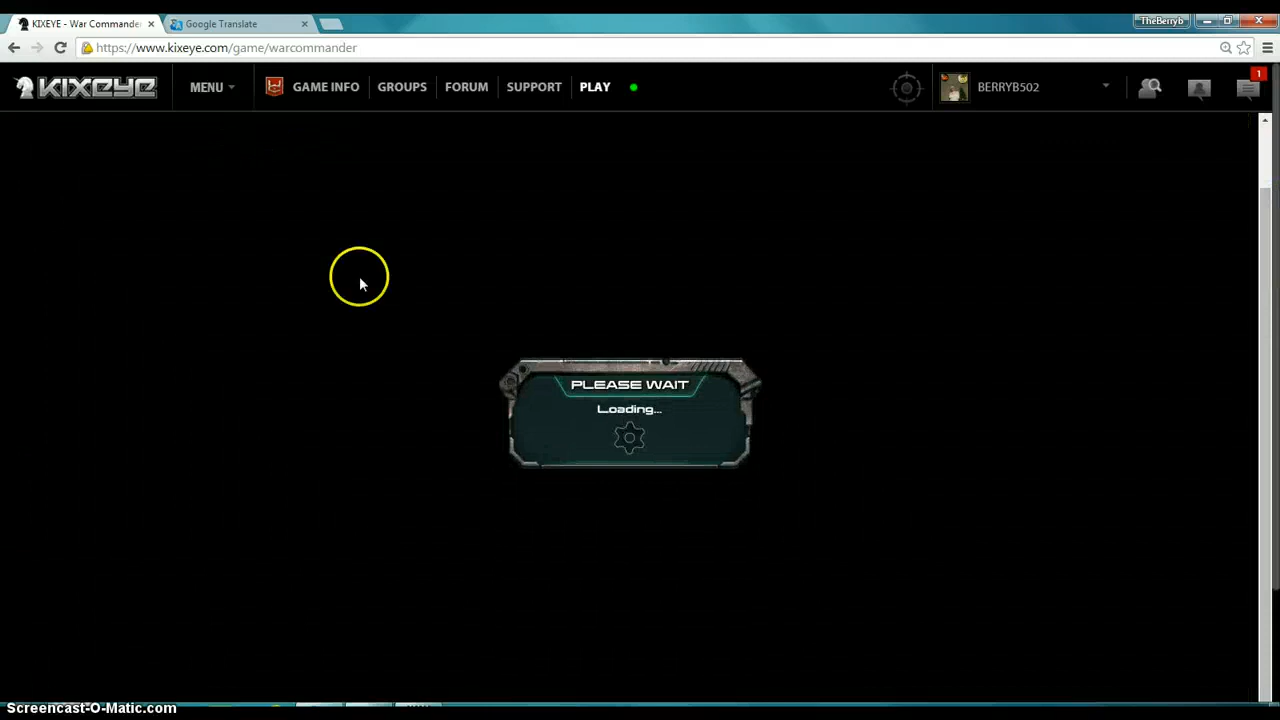 KIXEYE - War Commander
Google Translate
TheBerryb
https://www.kixeye.com/game/warcommander
KIXEYE
MENU
GAME INFO
GROUPS
FORUM
SUPPORT
PLAY
BERRYB502
1
PLEASE WAIT
Loading...
Screencast-O-Matic.com